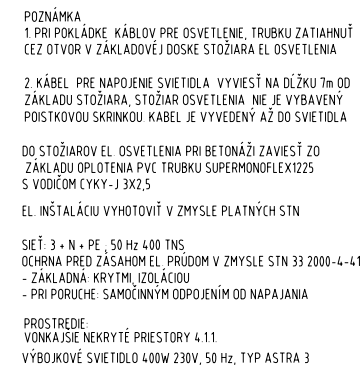 POZNÁMKA
1. PRI POKLÁDKE KÁBLOV PRE OSVETLENIE, TRUBKU ZATIAHNUŤ
CEZ OTVOR V ZÁKLADOVÉJ DOSKE STOŽIARA EL OSVETLENIA
2. KÁBEL PRE NAPOJENIE SVIETIDLA VYVIESŤ NA DĹŽKU 7m OD
ZÁKLADU STOŽIARA, STOŽIAR OSVETLENIA NIE JE VYBAVENÝ
POISTKOVOU SKRINKOU. KABEL JE VYVEDENÝ AŽ DO SVIETIDLA
DO STOŽIAROV EL. OSVETLENIA PRI BETONÁŽI ZAVIESŤ ZO
ZÁKLADU OPLOTENIA PVC TRUBKU SUPERMONOFLEX1225
S VODIČOM CYKY-J 3X2,5
EL. INŠTALÁCIU VYHOTOVIŤ V ZMYSLE PLATNÝCH STN
SIEŤ: 3 + N + PE ; 50 Hz 400 TNS
OCHRNA PRED ZÁSAHOM EL. PRÚDOM V ZMYSLE STN 33 2000-4-41
- ZÁKLADNÁ: KRYTMI, IZOLÁCIOU
- PRI PORUCHE: SAMOČINNÝM ODPOJENÍM OD NAPAJANIA
PROSTREDIE:
VONKAJSIE NEKRYTÉ PRIESTORY 4.1.1.
VÝBOJKOVÉ SVIETIDLO 400W 230V, 50 Hz, TYP ASTRA 3